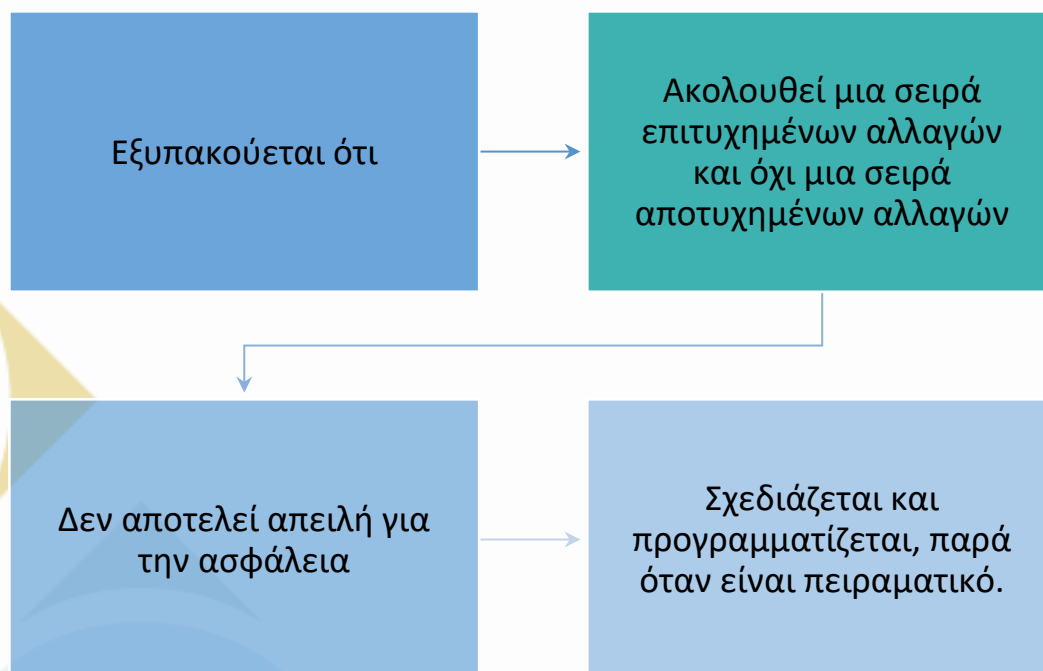 Εξυπακούεται ότι
Ακολουθεί μια σειρά
επιτυχημένων αλλαγών
και όχι μια σειρά
αποτυχημένων αλλαγών
Δεν αποτελεί απειλή για
την ασφάλεια
Σχεδιάζεται και
προγραμματίζεται, παρά
όταν είναι πειραματικό.